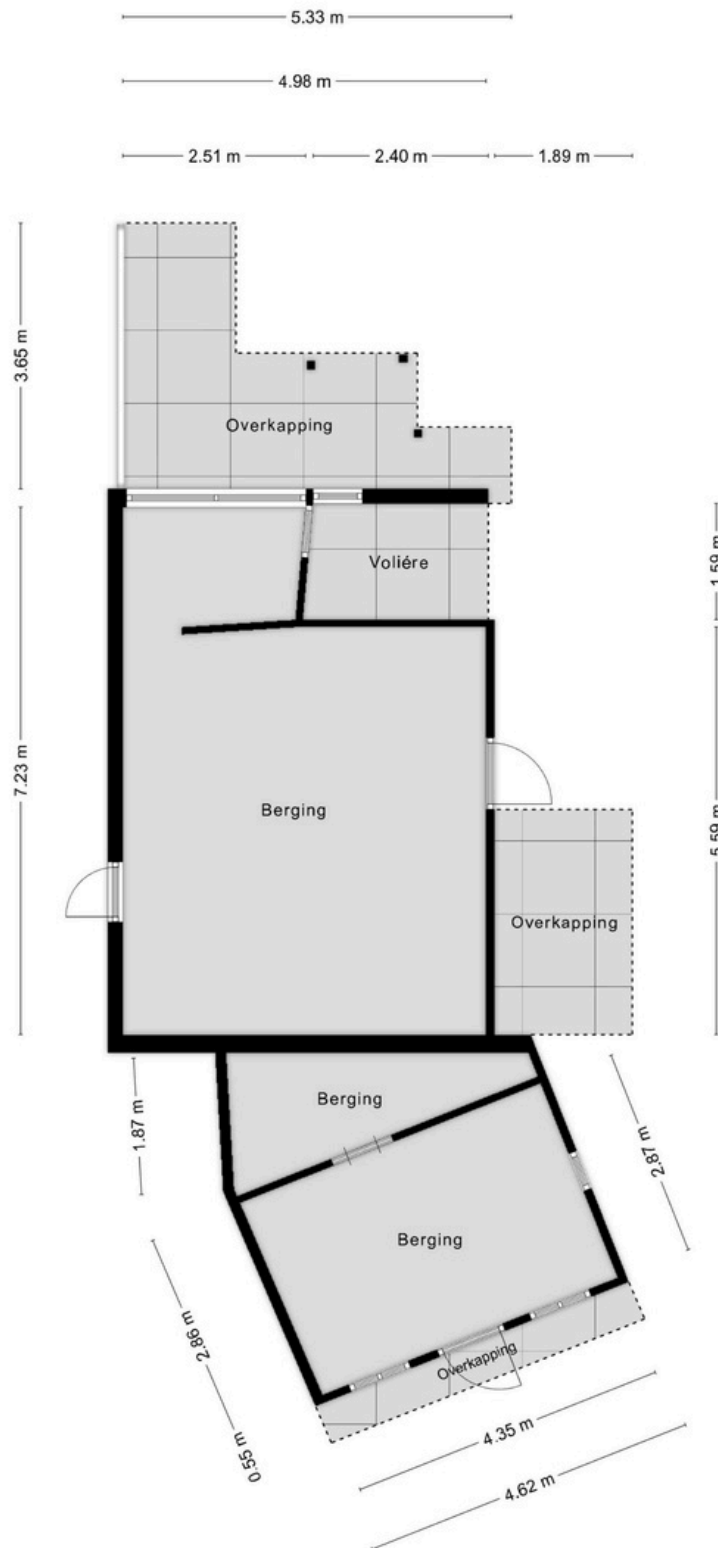 5.33 m
4.98 m
2.51 m
2.40 m
1.89 m
3.65 m
Overkapping
Voliére
1.59 m
7.23 m
Berging
5.59 m
Overkapping
1.87 m
Berging
2.87 m
Berging
2.86 m
Overkapping
0.55 m
4.35 m
4.62 m